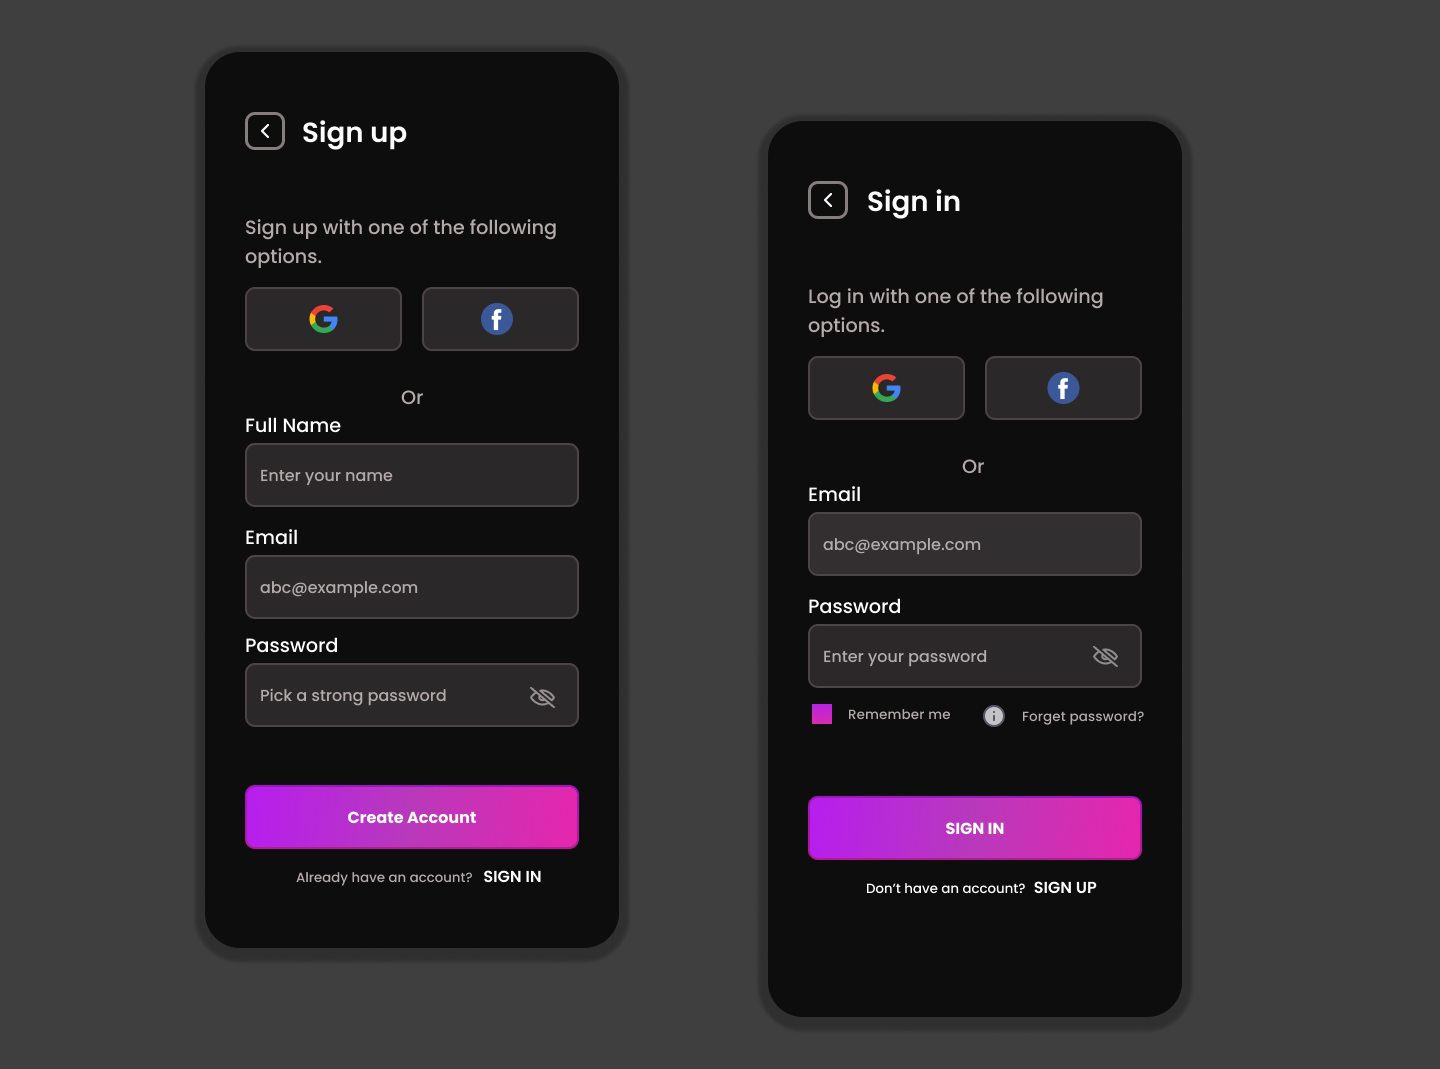 Sign up
Sign up with one of the following
options.
Or
Full Name
Enter your name
Email
abc@example.com
Password
Pick a strong password
Create Account
Already have an account? SIGN IN
Sign in
Log in with one of the following
options.
Or
Email
abc@example.com
Password
Enter your password
Remember me
Forget password?
SIGN IN
Don't have an account? SIGN UP